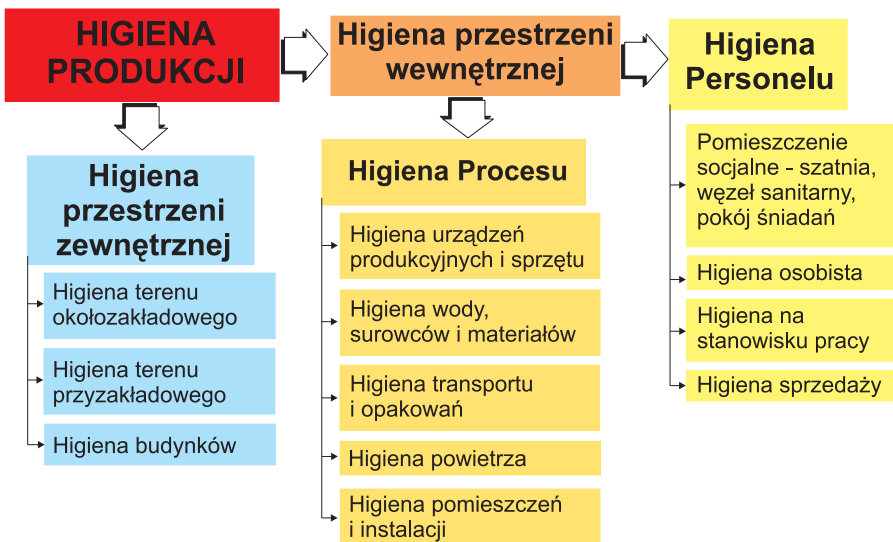 HIGIENA
PRODUKCJI
Higiena przestrzeni
wewnętrznej
Higiena
Personelu
Higiena
przestrzeni
zewnętrznej
Higiena terenu
okołozakładowego
Higiena terenu
przyzakładowego
Higiena budynków
Higiena Procesu
Higiena urządzeń
produkcyjnych i sprzętu
Higiena wody,
surowców i materiałów
Higiena transportu
i opakowań
Higiena powietrza
Higiena pomieszczeń
i instalacji
Pomieszczenie
socjalne - szatnia,
węzeł sanitarny,
pokój śniadań
Higiena osobista
Higiena na
stanowisku pracy
Higiena sprzedaży